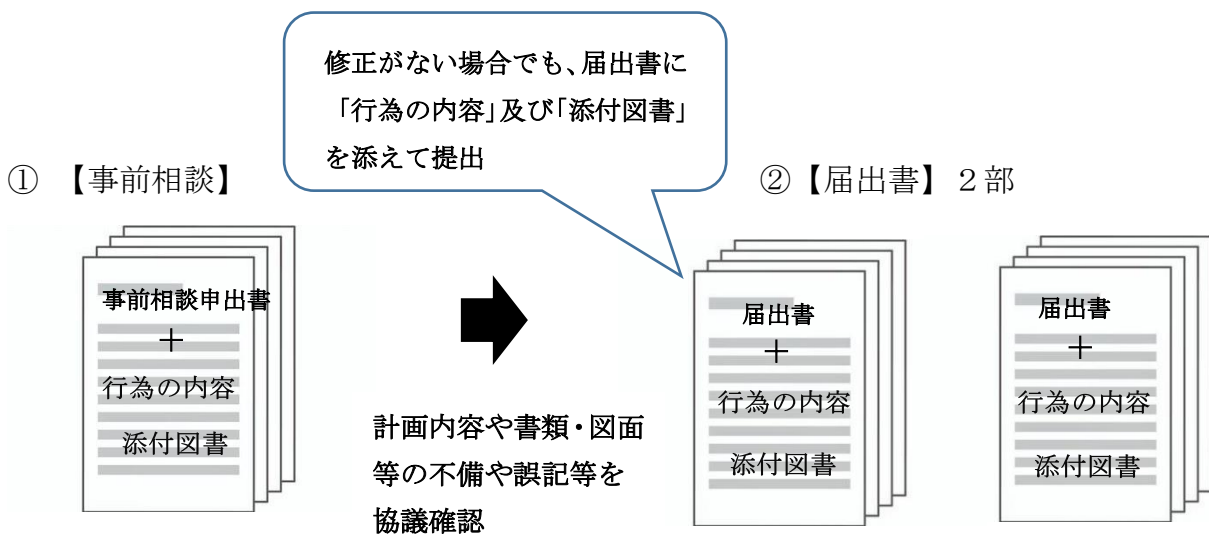 修正がない場合でも、届出書に
「行為の内容」及び「添付図書」
を添えて提出
① 【事前相談】
②【届出書】２部
事前相談申出書
＋
行為の内容
添付図書
計画内容や書類・図面
等の不備や誤記等を
協議確認
届出書
＋
行為の内容
添付図書
届出書
＋
行為の内容
添付図書